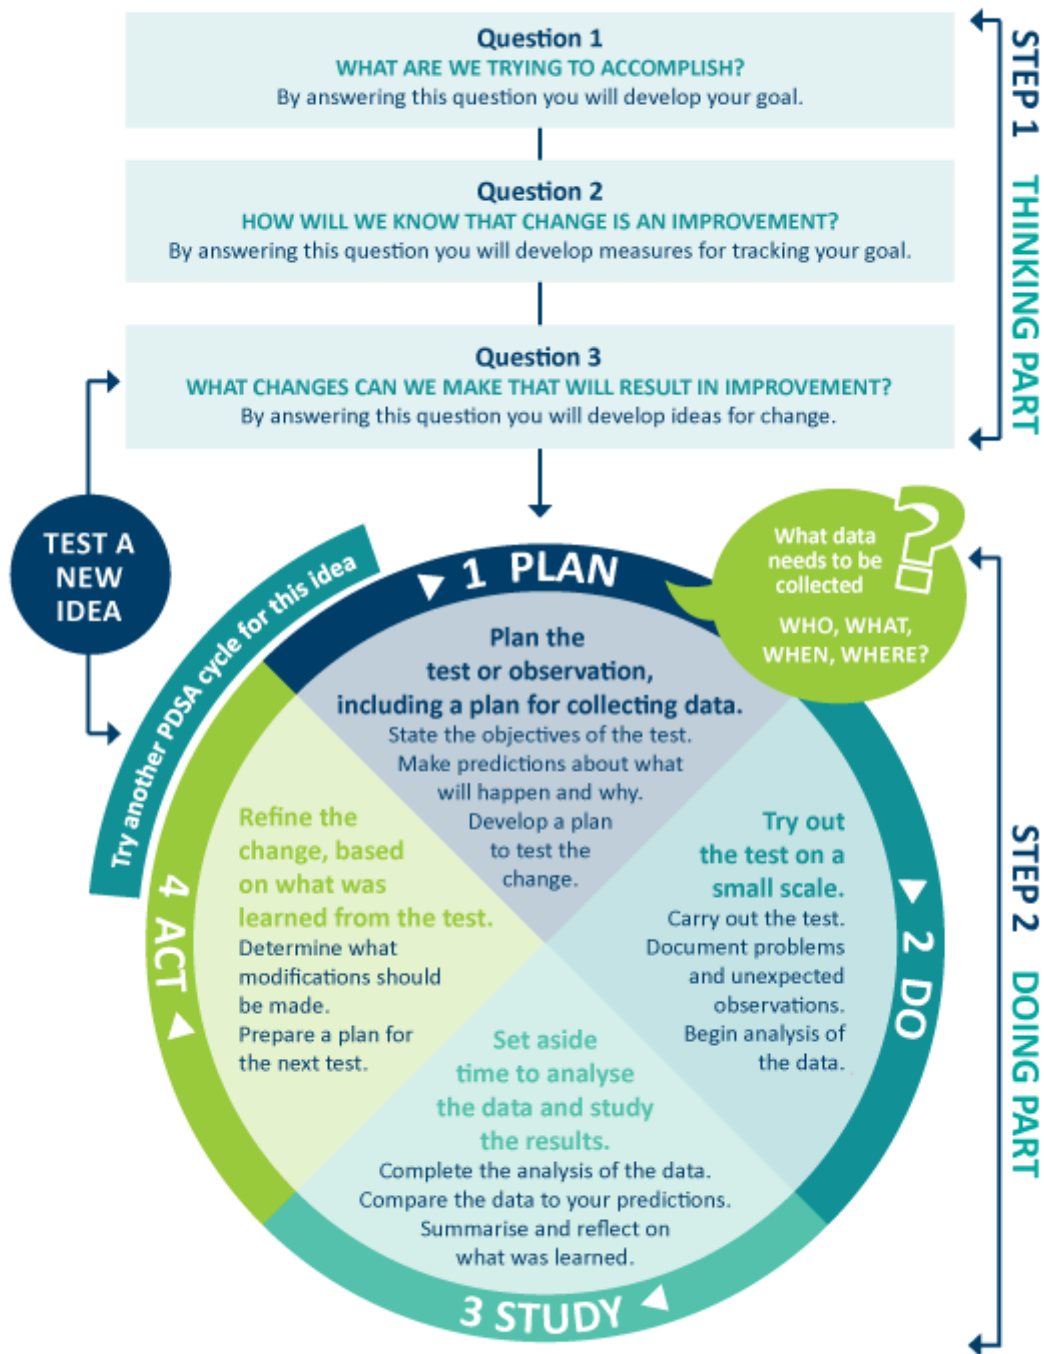 Question 1
WHAT ARE WE TRYING TO ACCOMPLISH?
By answering this question you will develop your goal.
Question 2
HOW WILL WE KNOW THAT CHANGE IS AN IMPROVEMENT?
By answering this question you will develop measures for tracking your goal.
Question 3
WHAT CHANGES CAN WE MAKE THAT WILL RESULT IN IMPROVEMENT?
By answering this question you will develop ideas for change.
STEP 1 THINKING PART
TEST A
NEW
IDEA
Try another PDSA cycle for this idea
1 PLAN
What data
needs to be
collected
?
WHO, WHAT,
WHEN, WHERE?
Plan the
test or observation,
including a plan for collecting data.
State the objectives of the test.
Make predictions about what
will happen and why.
Develop a plan
to test the
change.
2 DO
Try out
the test on a
small scale.
Carry out the test.
Document problems
and unexpected
observations.
Begin analysis of
the data.
3 STUDY
Set aside
time to analyse
the data and study
the results.
Complete the analysis of the data.
Compare the data to your predictions.
Summarise and reflect on
what was learned.
4 ACT
Refine the
change, based
on what was
learned from the test.
Determine what
modifications should
be made.
Prepare a plan for
the next test.
STEP 2 DOING PART